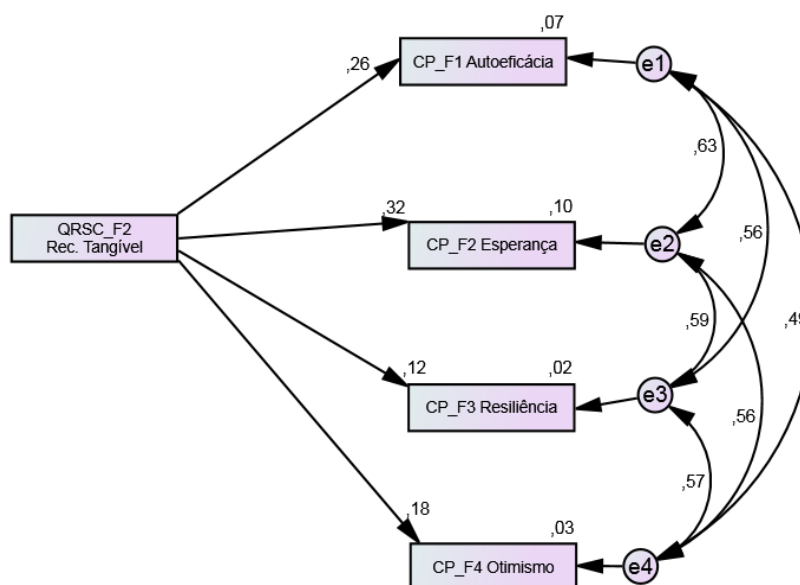 ,07
,26
CP_F1 Autoeficácia
e1
,63
QRSC_F2
Rec. Tangível
,32
,10
CP_F2 Esperança
e2
,56
,59
,49
,12
,02
CP_F3 Resiliência
e3
,56
,57
,18
,03
CP_F4 Otimismo
e4